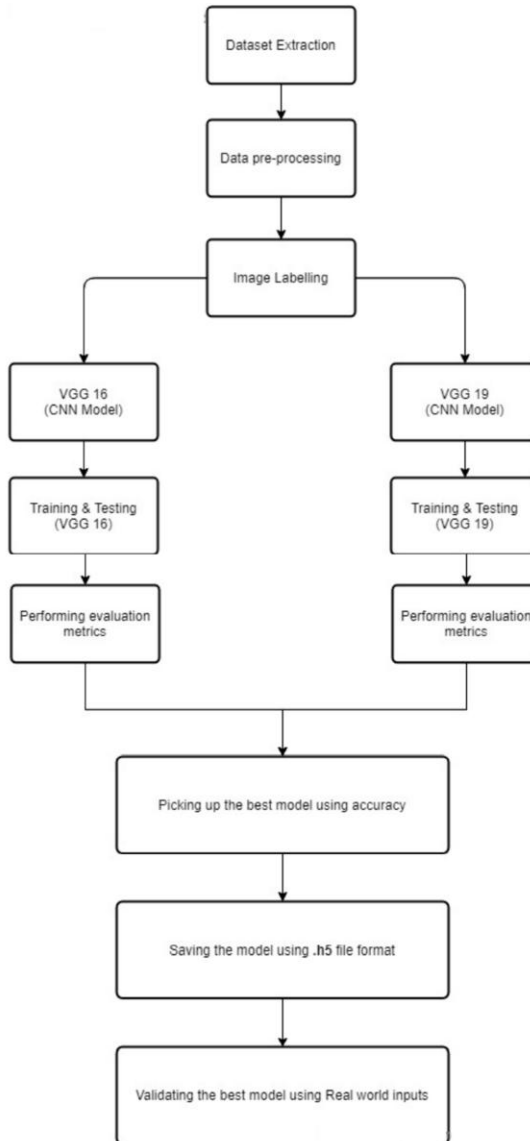 Dataset Extraction
Data pre-processing
Image Labelling
VGG 16
(CNN Model)
VGG 19
(CNN Model)
Training & Testing
(VGG 16)
Training & Testing
(VGG 19)
Performing evaluation
metrics
Performing evaluation
metrics
Picking up the best model using accuracy
Saving the model using .h5 file format
Validating the best model using Real world inputs